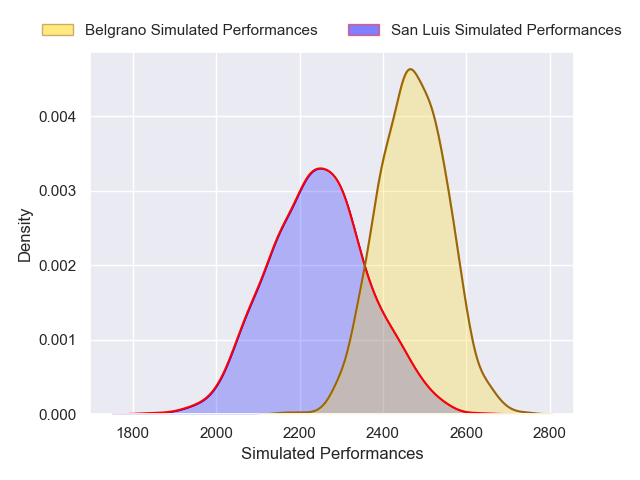 Belgrano Simulated Performances San Luis Simulated Performances
0.004
0.003
0.002
0.001
0.000
Density
1800 2000 2200 2400 2600 2800
Simulated Performances